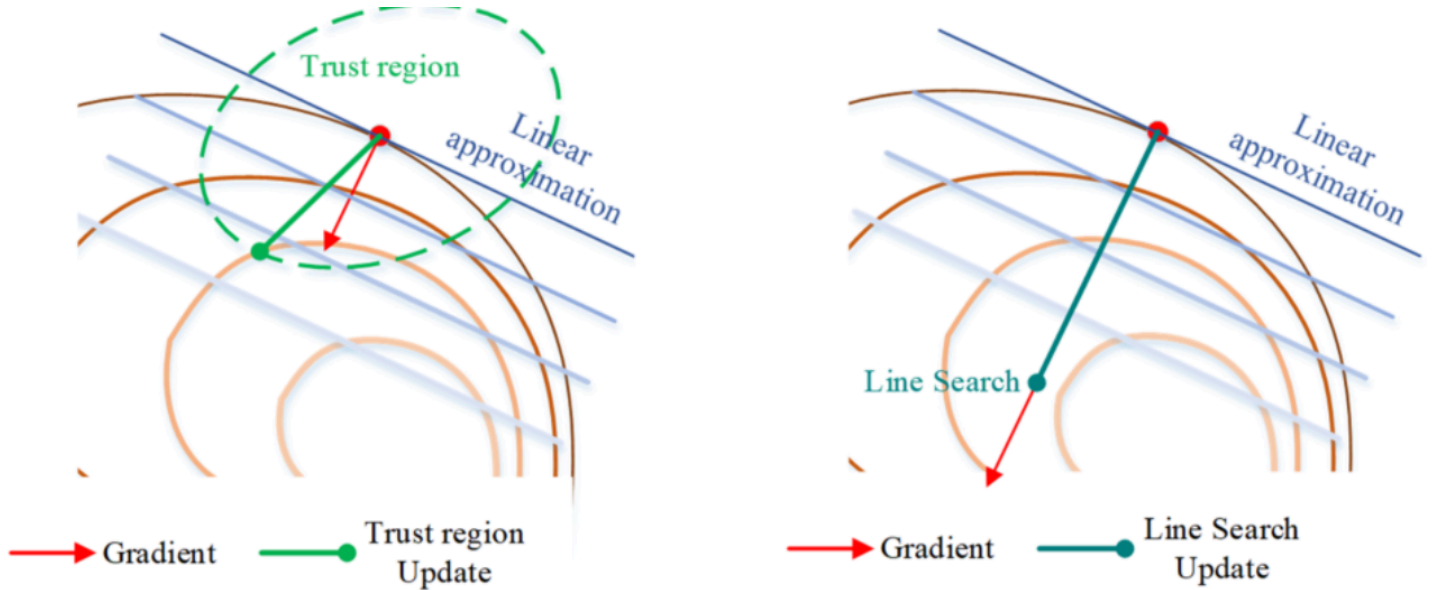 Trust region
Linear
approximation
Gradient
Trust region
Update
Linear
approximation
Line Search
Gradient
Line Search
Update